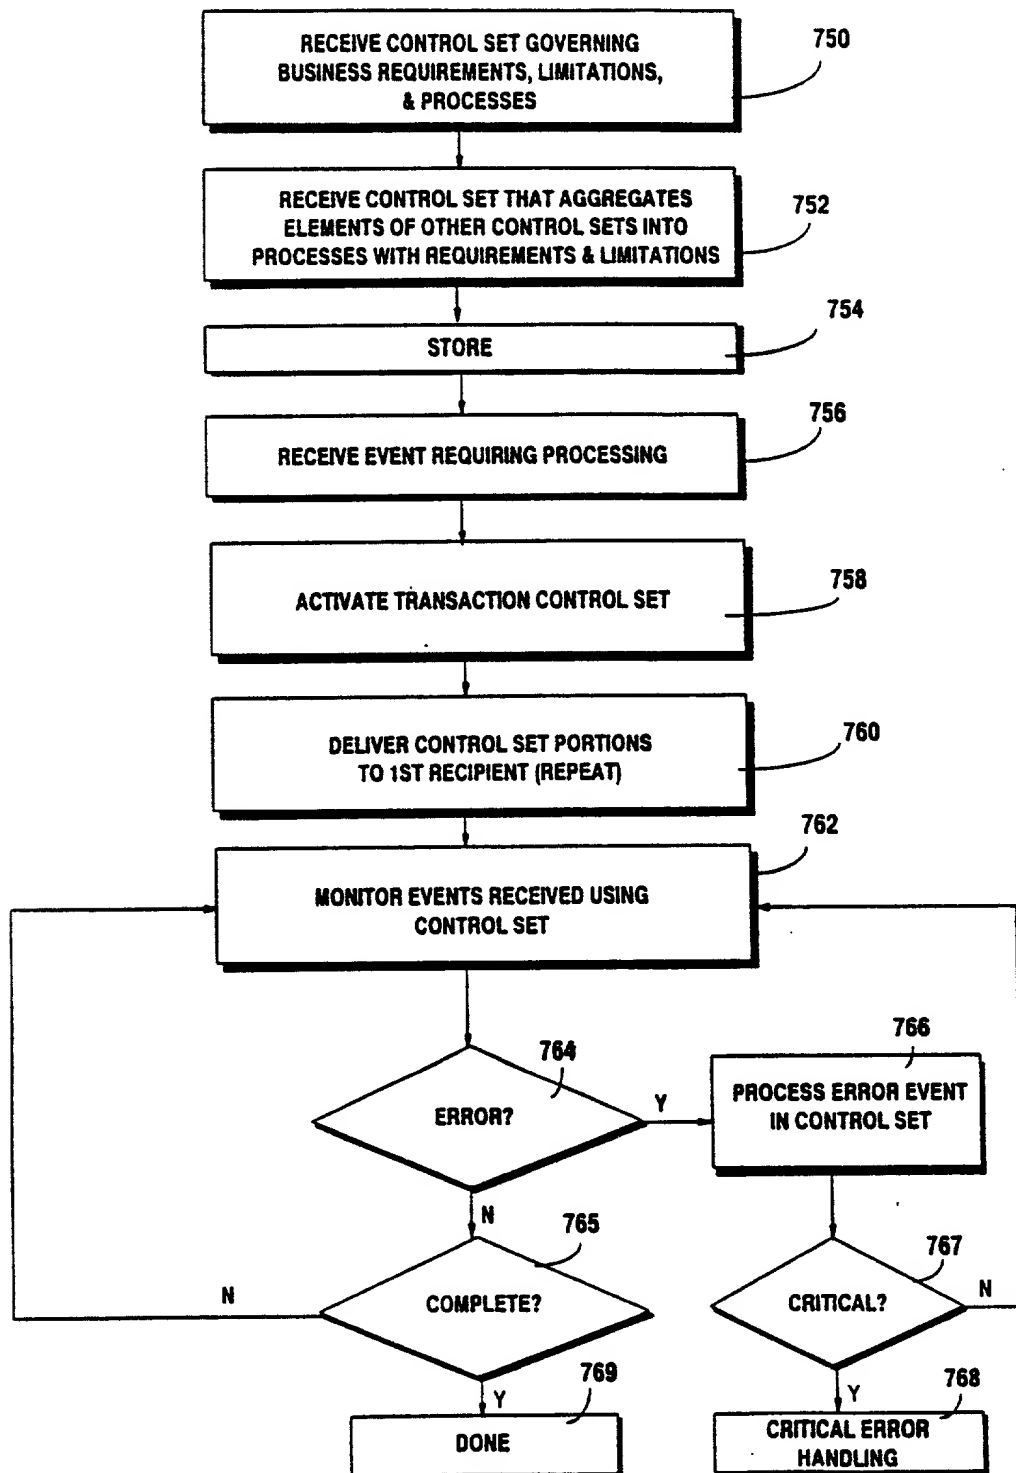 RECEIVE CONTROL SET GOVERNING
BUSINESS REQUIREMENTS, LIMITATIONS,
& PROCESSES
750
RECEIVE CONTROL SET THAT AGGREGATES
ELEMENTS OF OTHER CONTROL SETS INTO
PROCESSES WITH REQUIREMENTS & LIMITATIONS
752
STORE
754
RECEIVE EVENT REQUIRING PROCESSING
756
ACTIVATE TRANSACTION CONTROL SET
758
DELIVER CONTROL SET PORTIONS
TO 1ST RECIPIENT (REPEAT)
760
MONITOR EVENTS RECEIVED USING
CONTROL SET
762
ERROR?
764
Y
PROCESS ERROR EVENT
IN CONTROL SET
766
N
COMPLETE?
765
N
CRITICAL?
767
N
Y
DONE
769
Y
CRITICAL ERROR
HANDLING
768